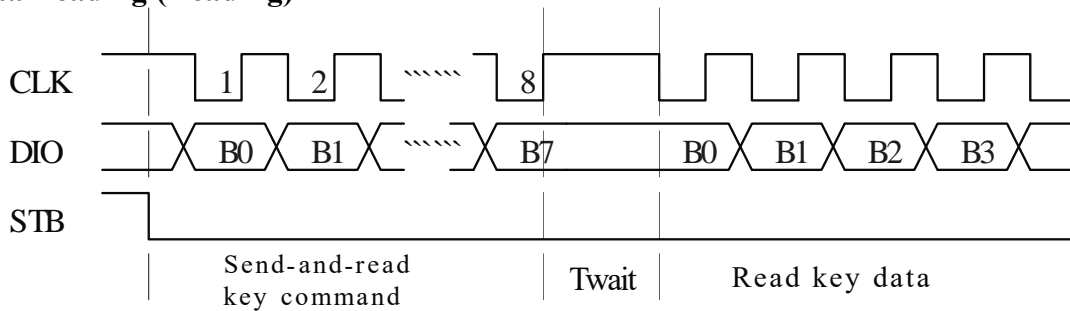 CLK 1 2 `````` 8
DIO B0 B1 `````` B7 B0 B1 B2 B3
STB
Send-and-read
key command
Twait
Read key data